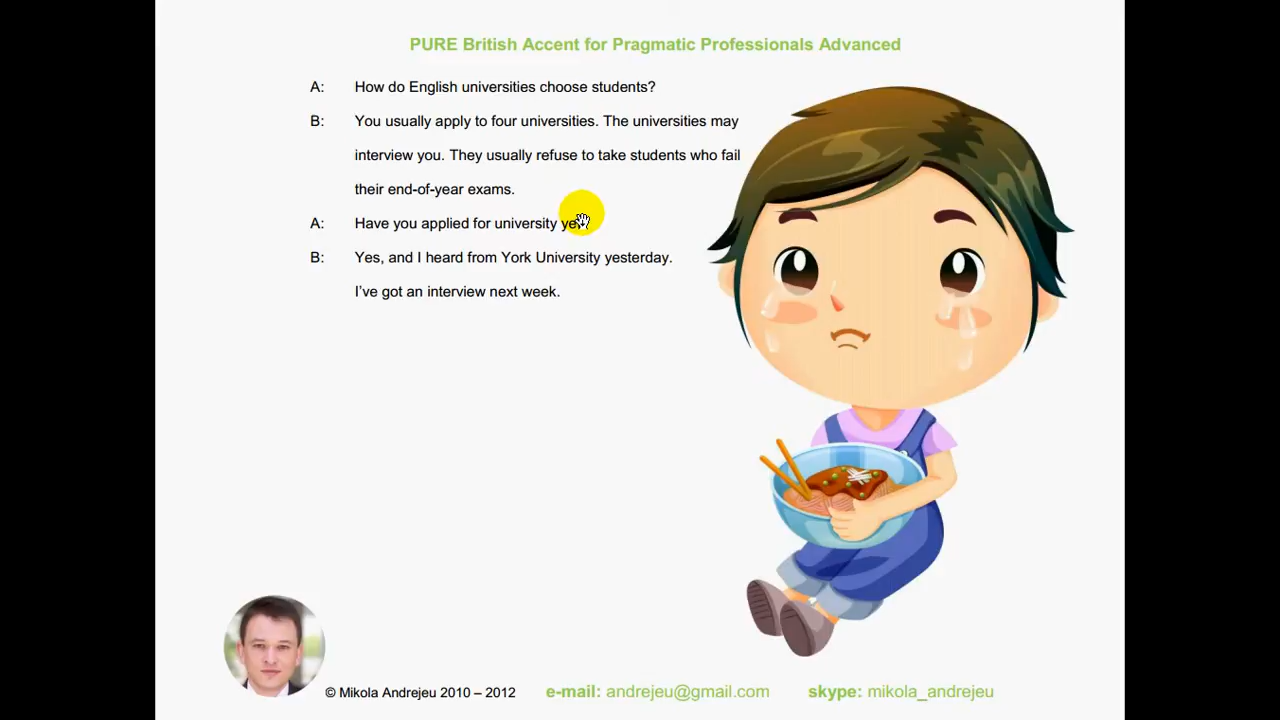 PURE British Accent for Pragmatic Professionals Advanced
A: How do English universities choose students?
B: You usually apply to four universities. The universities may
interview you. They usually refuse to take students who fail
their end-of-year exams.
A: Have you applied for university yet?
B: Yes, and I heard from York University yesterday.
I've got an interview next week.
© Mikola Andrejeu 2010 – 2012 e-mail: andrejeu@gmail.com skype: mikola_andrejeu